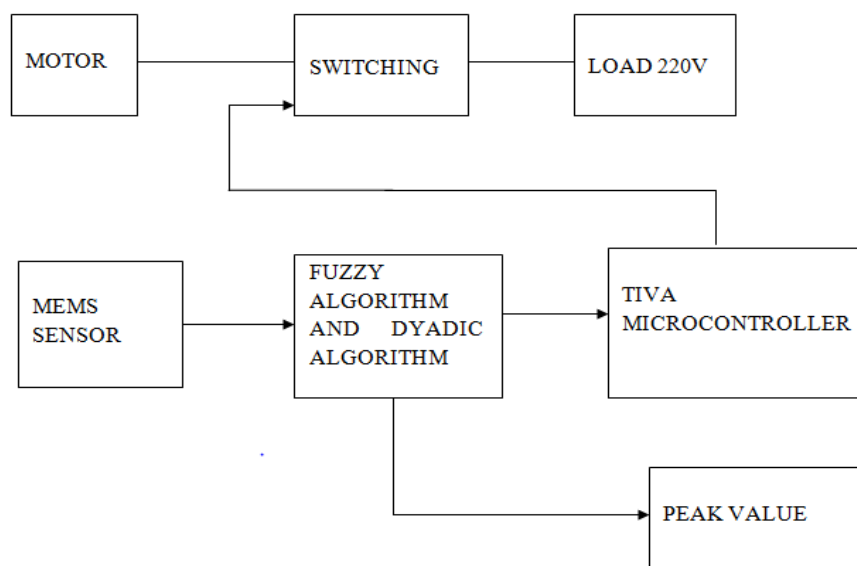 MOTOR
SWITCHING
LOAD 220V
MEMS
SENSOR
FUZZY
ALGORITHM
AND DYADIC
ALGORITHM
TIVA
MICROCONTROLLER
PEAK VALUE